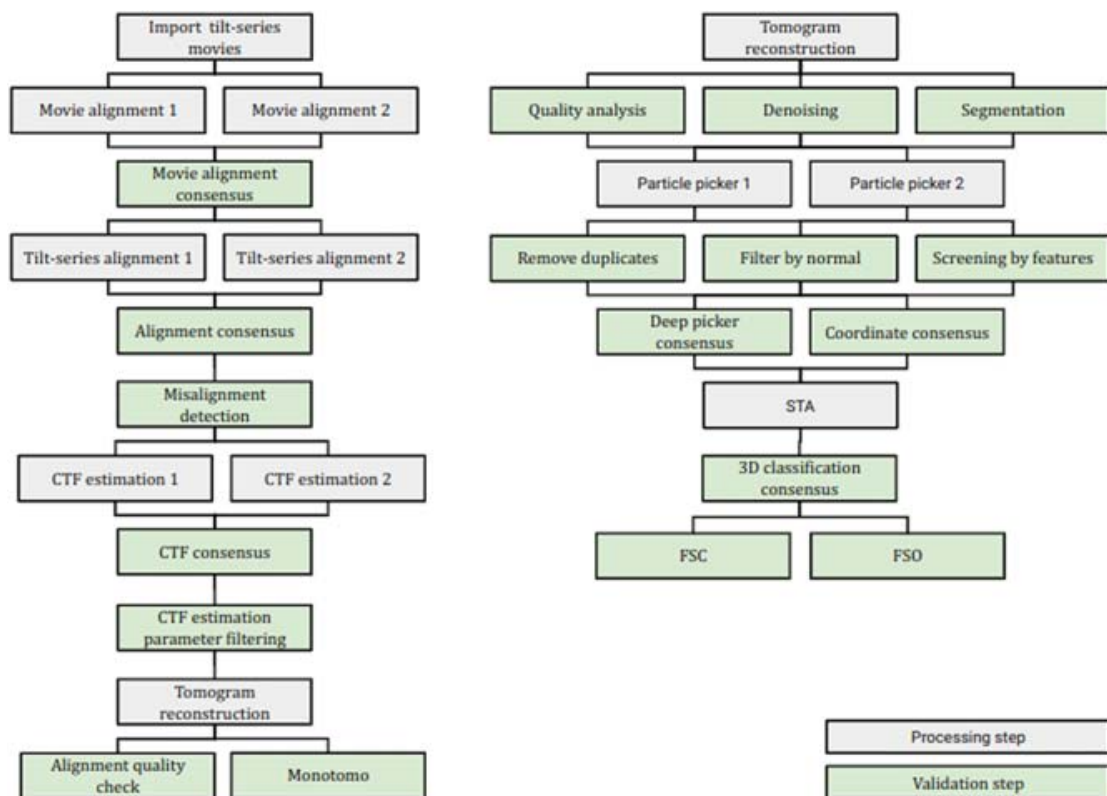 Import tilt-series
movies
Movie alignment 1
Movie alignment 2
Movie alignment
consensus
Tilt-series alignment 1
Tilt-series alignment 2
Alignment consensus
Misalignment
detection
CTF estimation 1
CTF estimation 2
CTF consensus
CTF estimation
parameter filtering
Tomogram
reconstruction
Alignment quality
check
Monotomo
Tomogram
reconstruction
Quality analysis
Denoising
Segmentation
Particle picker 1
Particle picker 2
Remove duplicates
Filter by normal
Screening by features
Deep picker
consensus
Coordinate consensus
STA
3D classification
consensus
FSC
FSO
Processing step
Validation step